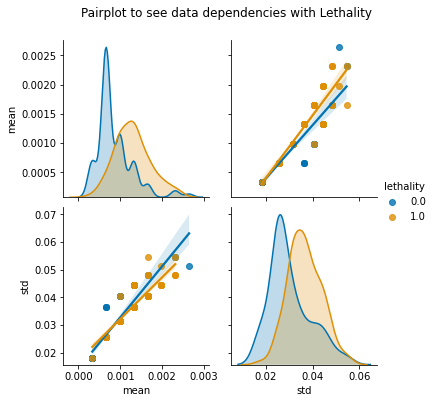 Pairplot to see data dependencies with Lethality
0.0025
0.0020
0.0015
0.0010
0.0005
mean
lethality
0.0
1.0
0.07
0.06
0.05
0.04
0.03
0.02
std
0.000 0.001 0.002 0.003
mean
0.02 0.04 0.06
std